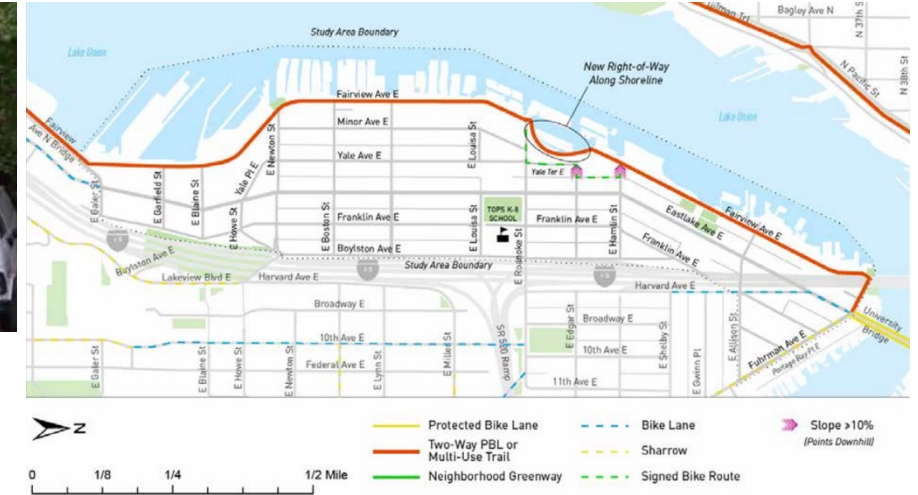 Study Area Boundary
Lake Union
New Right-of-Way
Along Shoreline
Hillman Trl
Bagley Ave N
N 37th St
N Pacific St
N 38th St
Lake Union
Fairview
Ave N Bridge
Fairview Ave E
Minor Ave E
Yale Ave E
Yale Pl E
E Newton St
E Louisa St
Yale Ter E
E Galer St
E Garfield St
E Blaine St
E Howe St
E Boston St
Franklin Ave E
TOPS K-8
SCHOOL
E Louisa St
E Roanoke St
Franklin Ave E
E Hamlin St
Eastlake Ave E
Fairview Ave E
Franklin Ave E
Boylston Ave E
Study Area Boundary
I-5
I-5
I-5
Boylston Ave E
Lakeview Blvd E
Harvard Ave E
Harvard Ave E
University
Bridge
Broadway E
SR 520 Ramp
E Edgar St
Broadway E
E Shelby St
E Allison St
Fuhrman Ave E
Portage Bay Pl E
10th Ave E
10th Ave E
E Galer St
E Blaine St
E Howe St
E Newton St
Federal Ave E
E Lynn St
E Miller St
11th Ave E
E Gwinn Pl
N
0
1/8
1/4
1/2 Mile
Protected Bike Lane
Two-Way PBL or
Multi-Use Trail
Neighborhood Greenway
Bike Lane
Sharrow
Signed Bike Route
Slope >10%
(Points Downhill)